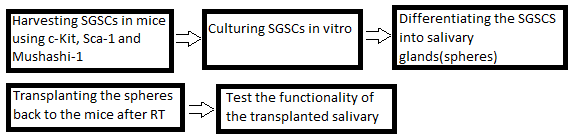 Harvesting SGSCs in mice
using c-Kit, Sca-1 and
Mushashi-1
Culturing SGSCs in vitro
Differentiating the SGSCS
into salivary
glands(spheres)
Transplanting the spheres
back to the mice after RT
Test the functionality of
the transplanted salivary